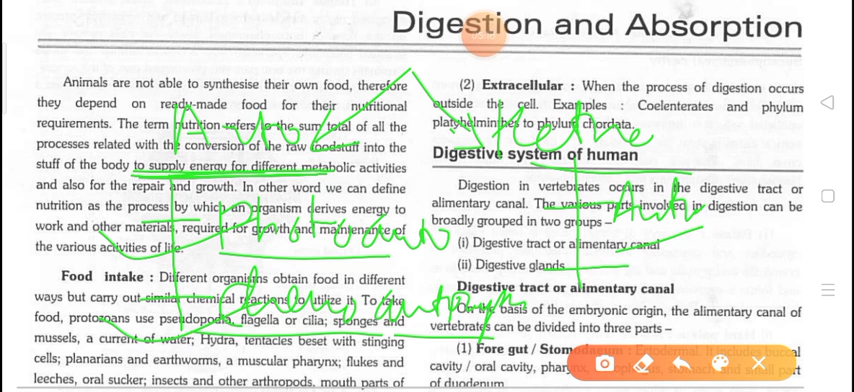 Digestion and Absorption
Animals are not able to synthesise their own food, therefore
they depend on ready-made food for their nutritional
requirements. The term nutrition refers to the sum total of all the
processes related with the conversion of the raw foodstuff into the
stuff of the body to supply energy for different metabolic activities
and also for the repair and growth. In other word we can define
nutrition as the process by which an organism derives energy to
work and other materials, required for growth and maintenance of
the various activities of life.
Food intake : Different organisms obtain food in different
ways but carry out similar chemical reactions to utilize it. To take
food, protozoans use pseudopodia, flagella or cilia; sponges and
mussels, a current of water; Hydra, tentacles beset with stinging
cells; planarians and earthworms, a muscular pharynx; flukes and
leeches, oral sucker; insects and other arthropods, mouth parts of
(2) Extracellular : When the process of digestion occurs
outside the cell. Examples : Coelenterates and phylum
platyhelminthes to phylum chordata.
Digestive system of human
Digestion in vertebrates occurs in the digestive tract or
alimentary canal. The various parts involved in digestion can be
broadly grouped in two groups –
(i) Digestive tract or alimentary canal
(ii) Digestive glands
Digestive tract or alimentary canal
On the basis of the embryonic origin, the alimentary canal of
vertebrates can be divided into three parts –
(1) Fore gut / Stomodaeum : Ectodermal. It includes buccal
cavity / oral cavity, pharynx, and small part
of duodenum.
Auto
Photoauto